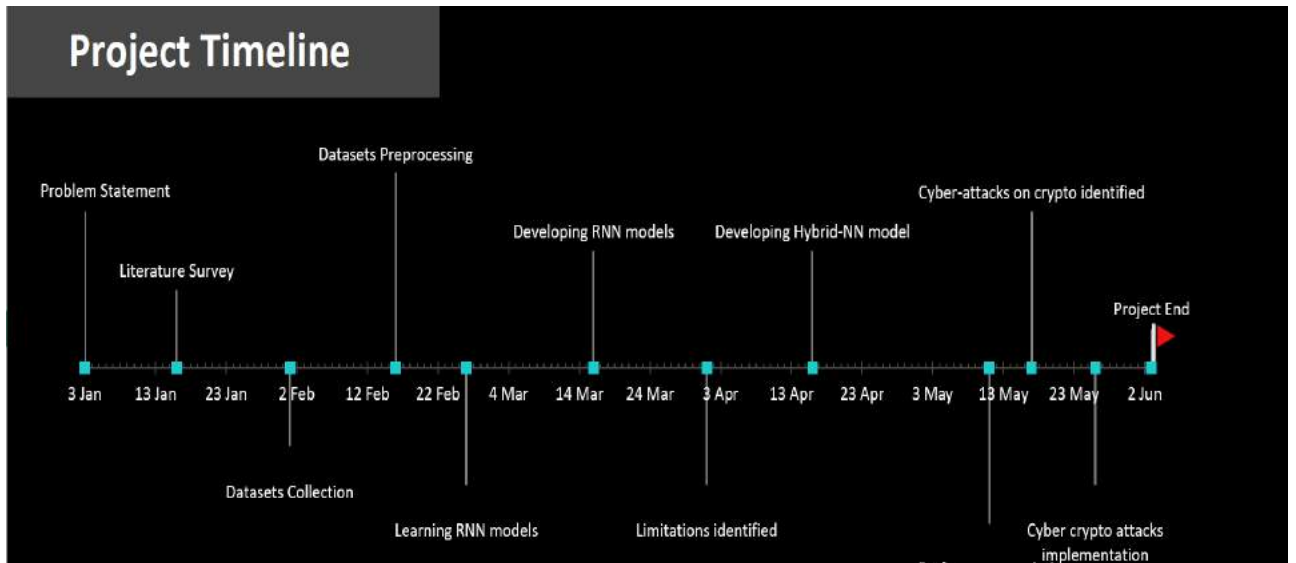 Project Timeline
Datasets Preprocessing
Problem Statement
Cyber-attacks on crypto identified
Developing RNN models
Developing Hybrid-NN model
Literature Survey
Project End
3 Jan
13 Jan
23 Jan
2 Feb
12 Feb
22 Feb
4 Mar
14 Mar
24 Mar
3 Apr
13 Apr
23 Apr
3 May
13 May
23 May
2 Jun
Datasets Collection
Learning RNN models
Limitations identified
Cyber crypto attacks
implementation